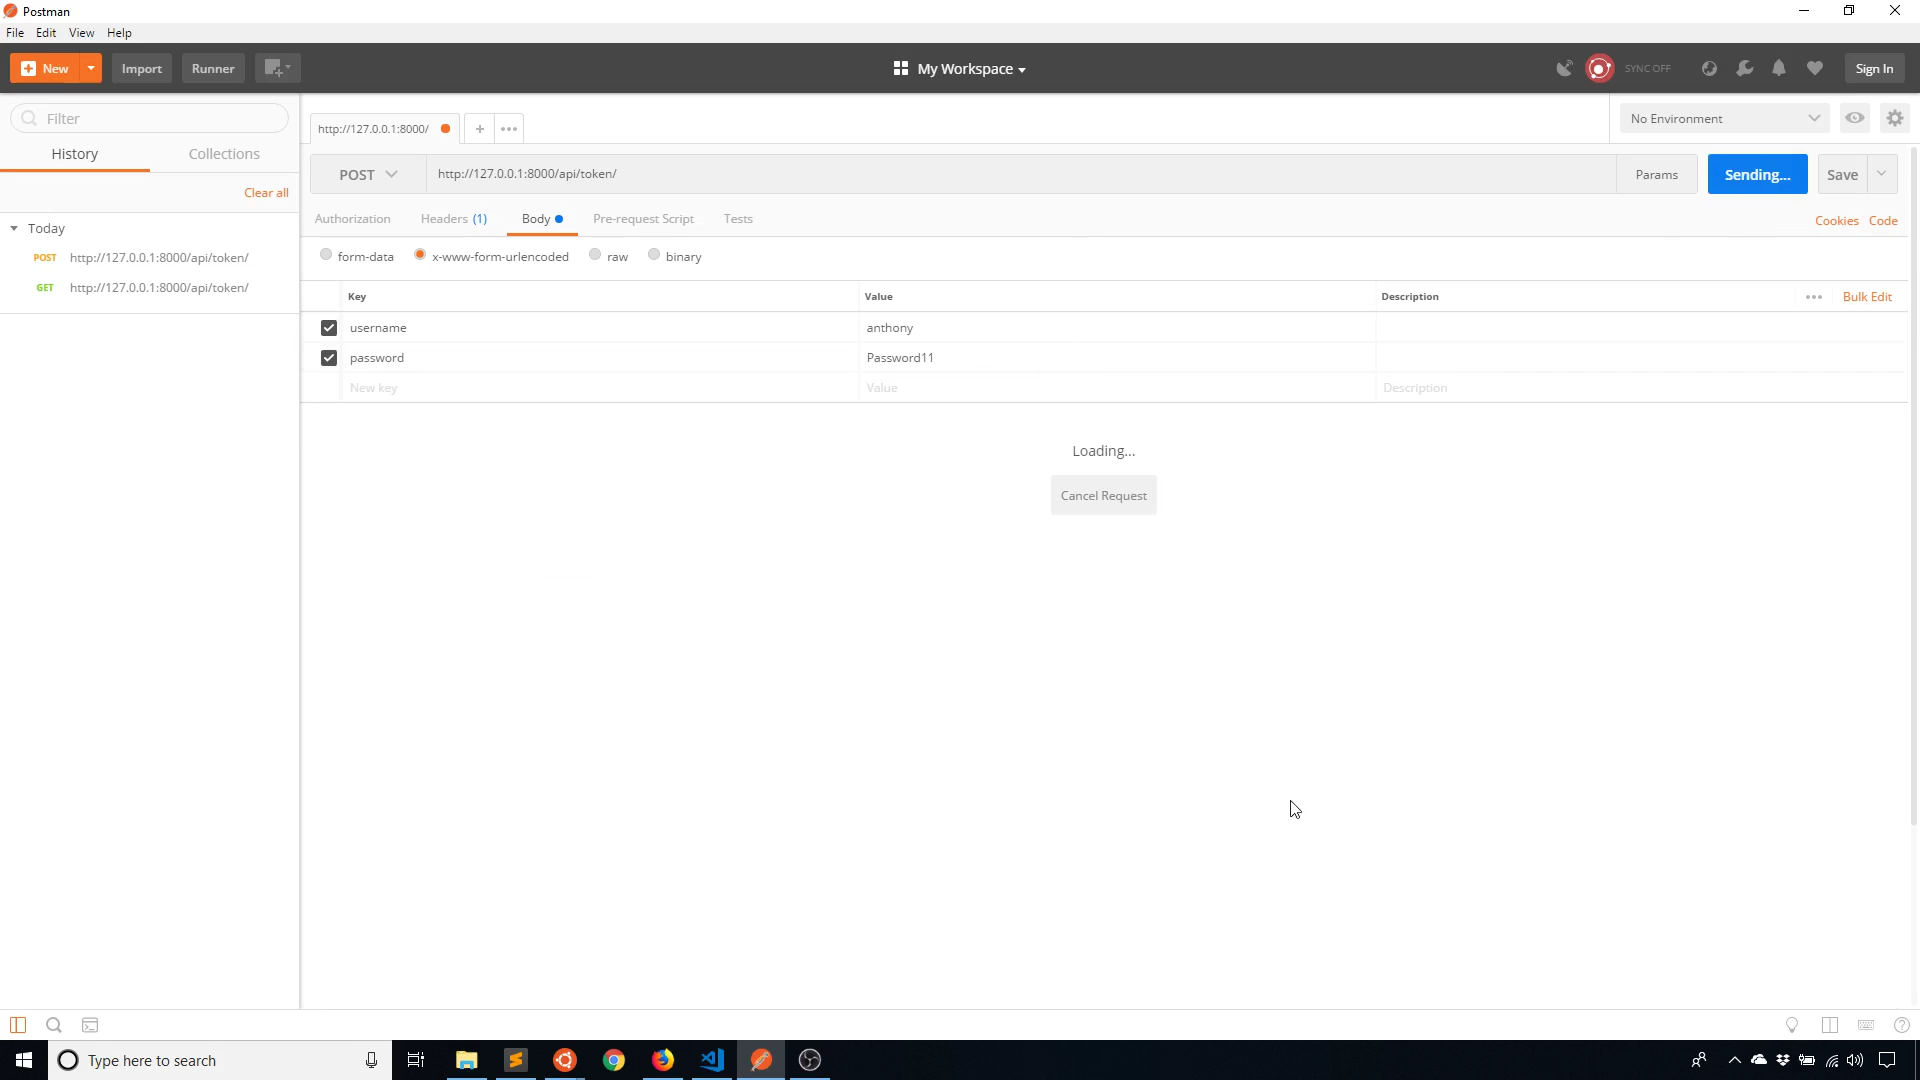 Postman
File Edit View Help
New Import Runner My Workspace SYNC OFF Sign In
Filter
http://127.0.0.1:8000/ + ••• No Environment
History Collections
POST http://127.0.0.1:8000/api/token/ Params Sending... Save
Clear all
Authorization Headers (1) Body Pre-request Script Tests Cookies Code
Today
form-data x-www-form-urlencoded raw binary
POST http://127.0.0.1:8000/api/token/
GET http://127.0.0.1:8000/api/token/
Key Value Description ••• Bulk Edit
username anthony
password Password11
New key Value Description
Loading...
Cancel Request
Type here to search